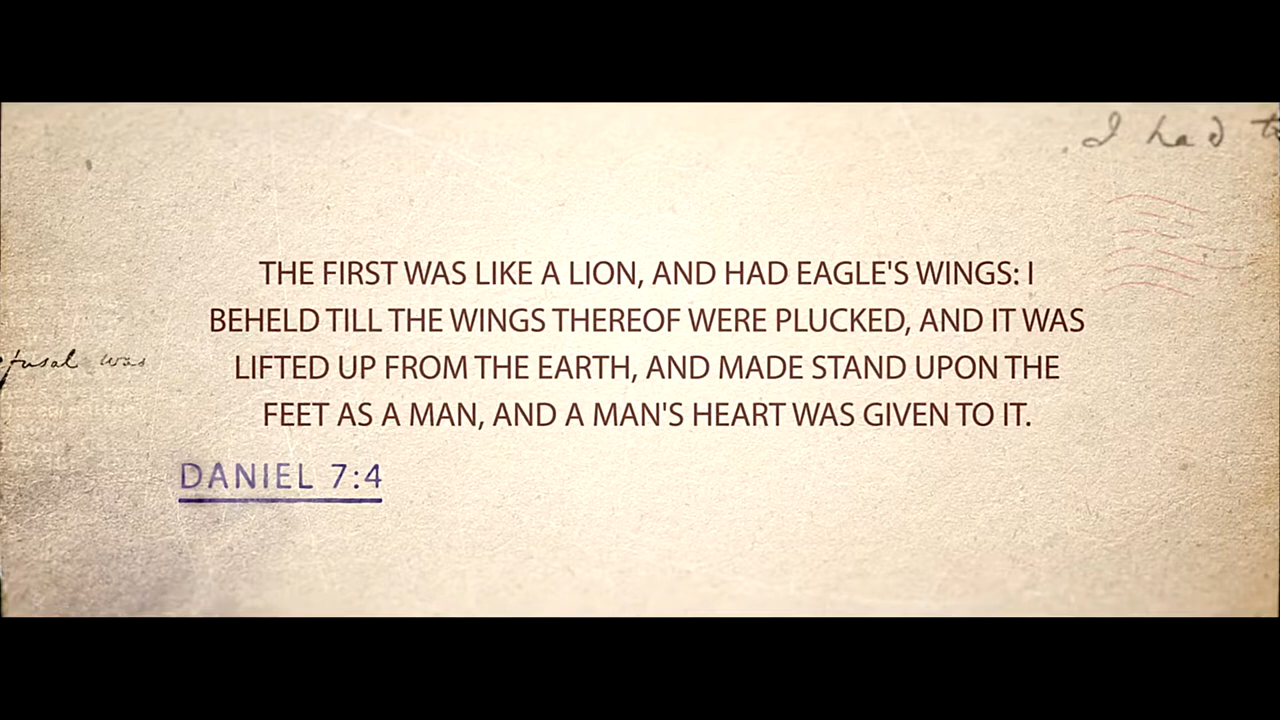 I had
THE FIRST WAS LIKE A LION, AND HAD EAGLE'S WINGS: I
BEHELD TILL THE WINGS THEREOF WERE PLUCKED, AND IT WAS
LIFTED UP FROM THE EARTH, AND MADE STAND UPON THE
FEET AS A MAN, AND A MAN'S HEART WAS GIVEN TO IT.
was
DANIEL 7:4